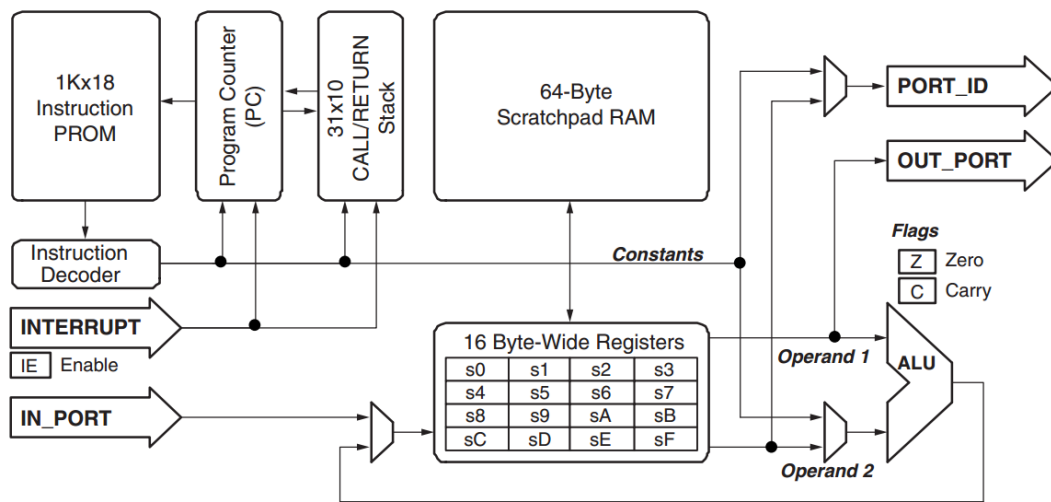 1Kx18
Instruction
PROM
Program Counter
(PC)
31x10
CALL/RETURN
Stack
64-Byte
Scratchpad RAM
PORT_ID
OUT_PORT
Instruction
Decoder
Constants
Flags
Z Zero
C Carry
INTERRUPT
IE Enable
IN_PORT
16 Byte-Wide Registers
s0 s1 s2 s3
s4 s5 s6 s7
s8 s9 sA sB
sC sD sE sF
Operand 1
ALU
Operand 2